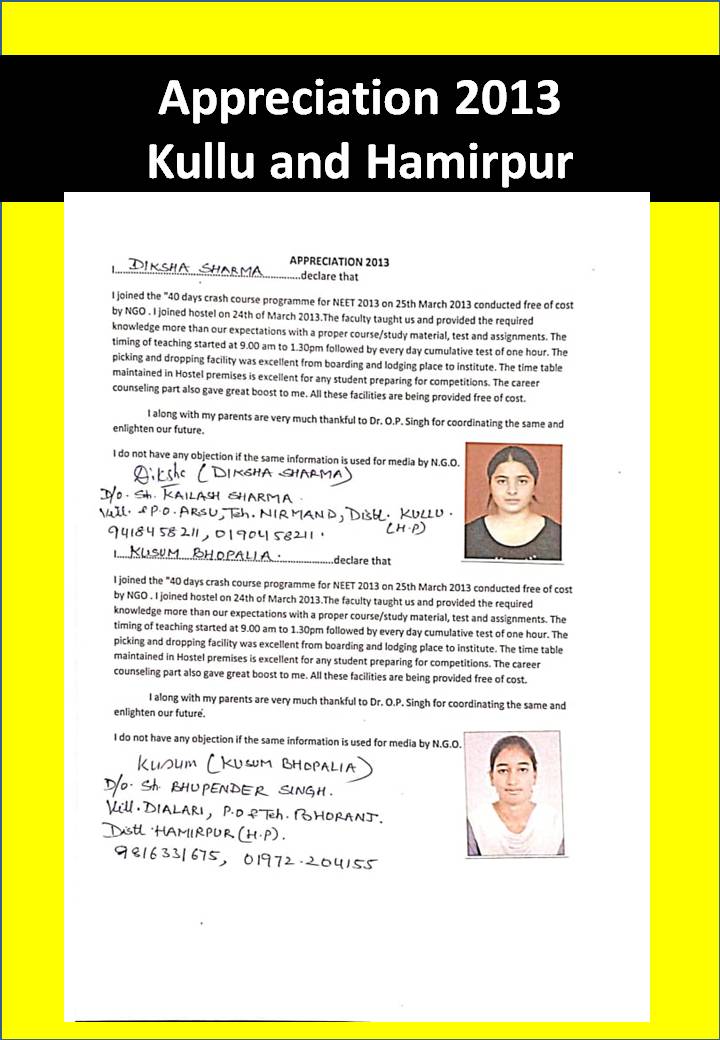 Appreciation 2013
Kullu and Hamirpur
APPRECIATION 2013
I....DIKSHA SHARMA..............declare that
I joined the "40 days crash course programme for NEET 2013 on 25th March 2013 conducted free of cost
by NGO . I joined hostel on 24th of March 2013.The faculty taught us and provided the required
knowledge more than our expectations with a proper course/study material, test and assignments. The
timing of teaching started at 9.00 am to 1.30pm followed by every day cumulative test of one hour. The
picking and dropping facility was excellent from boarding and lodging place to institute. The time table
maintained in Hostel premises is excellent for any student preparing for competitions. The career
counseling part also gave great boost to me. All these facilities are being provided free of cost.
I along with my parents are very much thankful to Dr. O.P. Singh for coordinating the same and
enlighten our future.
I do not have any objection if the same information is used for media by N.G.O.
Diksha (DIKSHA SHARMA)
D/o. Sh. KAILASH SHARMA.
Vill. & P.O. ARSU, Teh. NIRMAND, Distt. KULLU.
(H.P)
9418458211, 0190458211.
I....KUSUM BHOPALIA...............declare that
I joined the "40 days crash course programme for NEET 2013 on 25th March 2013 conducted free of cost
by NGO . I joined hostel on 24th of March 2013.The faculty taught us and provided the required
knowledge more than our expectations with a proper course/study material, test and assignments. The
timing of teaching started at 9.00 am to 1.30pm followed by every day cumulative test of one hour. The
picking and dropping facility was excellent from boarding and lodging place to institute. The time table
maintained in Hostel premises is excellent for any student preparing for competitions. The career
counseling part also gave great boost to me. All these facilities are being provided free of cost.
I along with my parents are very much thankful to Dr. O.P. Singh for coordinating the same and
enlighten our future.
I do not have any objection if the same information is used for media by N.G.O.
Kusum (KUSUM BHOPALIA)
D/o. Sh. BHUPENDER SINGH.
Vill. DIALARI, P.O & Teh. BHORANJ.
Distt. HAMIRPUR (H.P).
9816331675, 01972-204155